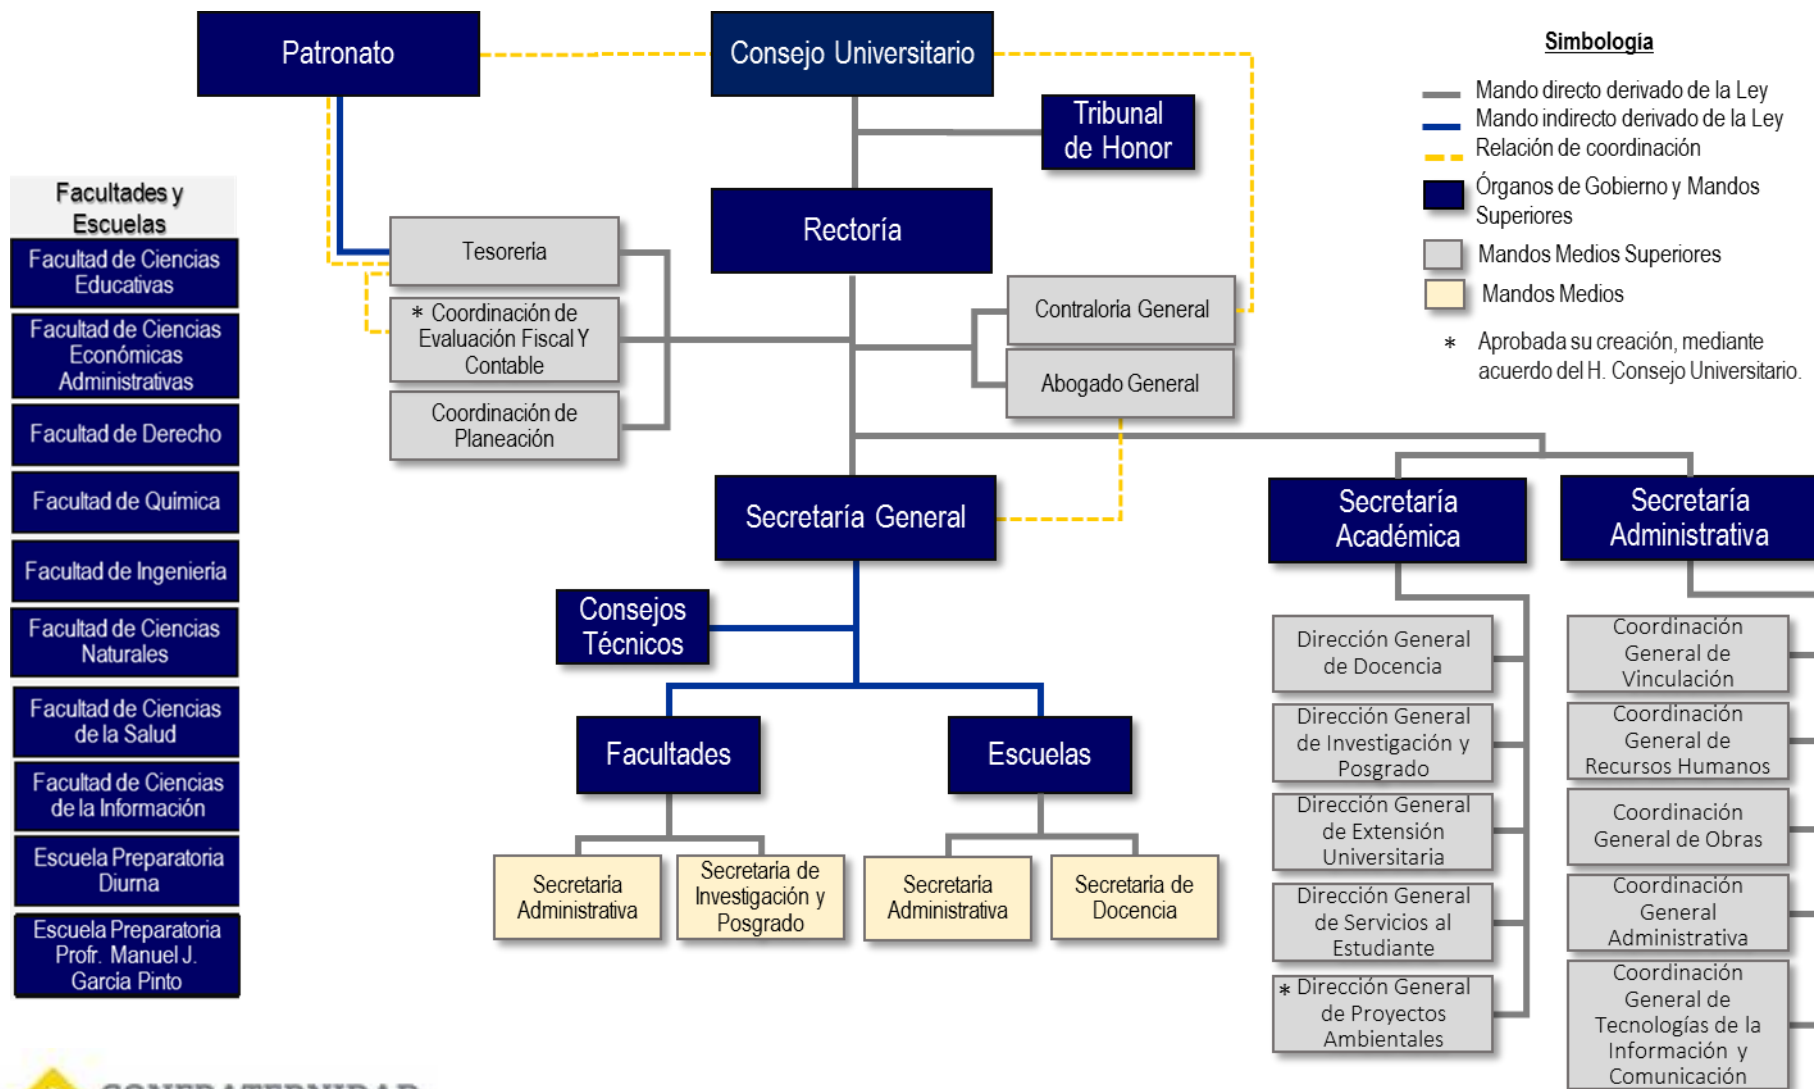 Patronato
Consejo Universitario
Tribunal
de Honor
Rectoría
Tesorería
* Coordinación de
Evaluación Fiscal Y
Contable
Coordinación de
Planeación
Contraloría General
Abogado General
Simbología
Mando directo derivado de la Ley
Mando indirecto derivado de la Ley
Relación de coordinación
Órganos de Gobierno y Mandos
Superiores
Mandos Medios Superiores
Mandos Medios
* Aprobada su creación, mediante
acuerdo del H. Consejo Universitario.
Facultades y
Escuelas
Facultad de Ciencias
Educativas
Facultad de Ciencias
Económicas
Administrativas
Facultad de Derecho
Facultad de Química
Facultad de Ingeniería
Facultad de Ciencias
Naturales
Facultad de Ciencias
de la Salud
Facultad de Ciencias
de la Información
Escuela Preparatoria
Diurna
Escuela Preparatoria
Profr. Manuel J.
García Pinto
Secretaría General
Consejos
Técnicos
Facultades
Escuelas
Secretaría
Administrativa
Secretaría de
Investigación y
Posgrado
Secretaría
Administrativa
Secretaría de
Docencia
Secretaría
Académica
Dirección General
de Docencia
Dirección General
de Investigación y
Posgrado
Dirección General
de Extensión
Universitaria
Dirección General
de Servicios al
Estudiante
* Dirección General
de Proyectos
Ambientales
Secretaría
Administrativa
Coordinación
General de
Vinculación
Coordinación
General de
Recursos Humanos
Coordinación
General de Obras
Coordinación
General
Administrativa
Coordinación
General de
Tecnologías de la
Información y
Comunicación
CONFRATERNIDAD